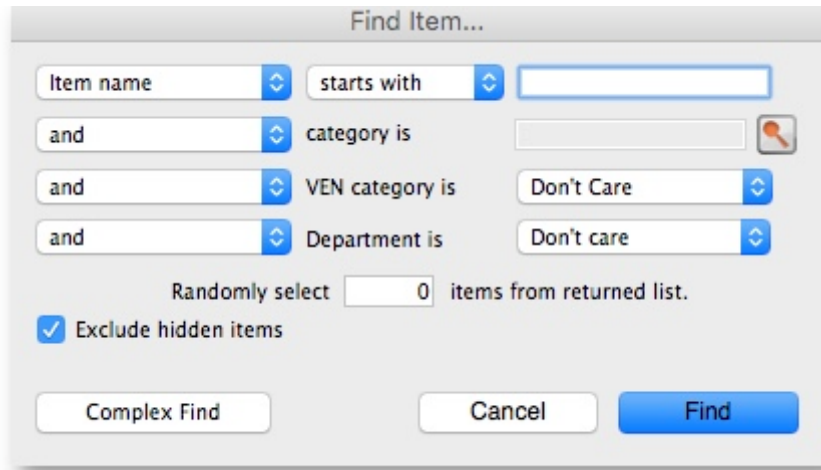 Find Item...
Item name starts with
and category is
and VEN category is Don't Care
and Department is Don't care
Randomly select 0 items from returned list.
Exclude hidden items
Complex Find Cancel Find